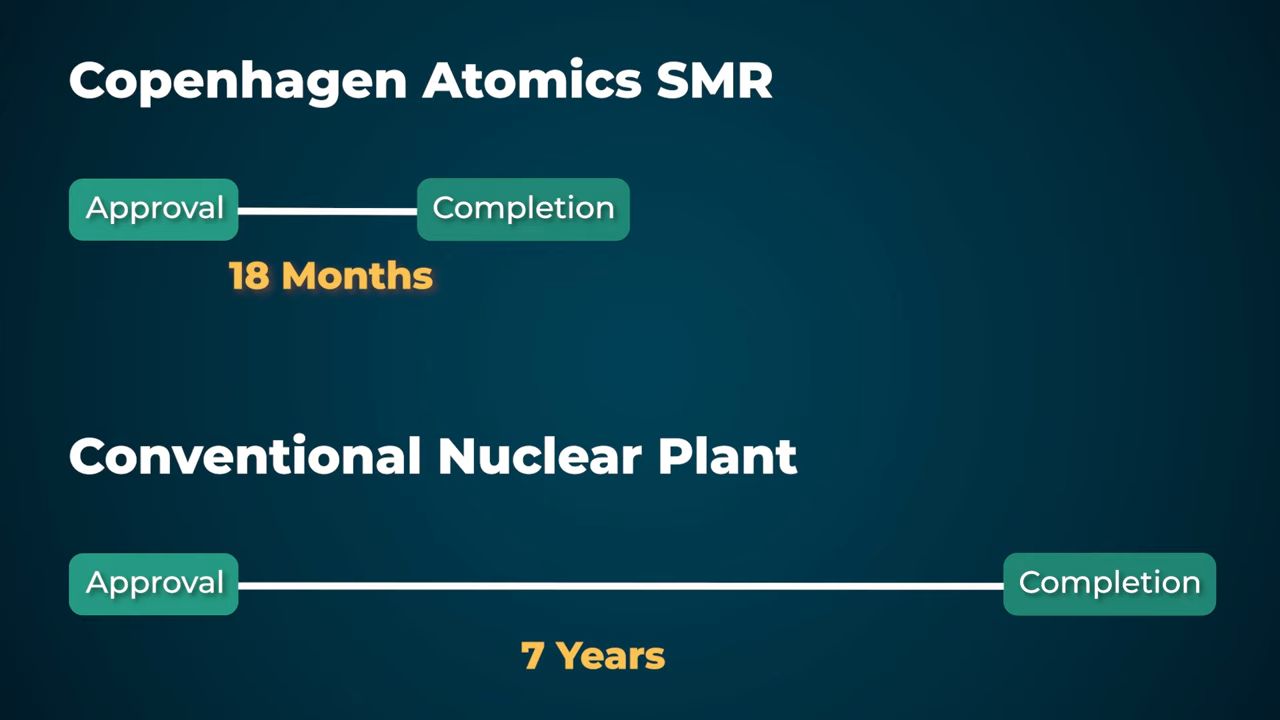 Copenhagen Atomics SMR
Approval
Completion
18 Months
Conventional Nuclear Plant
Approval
Completion
7 Years